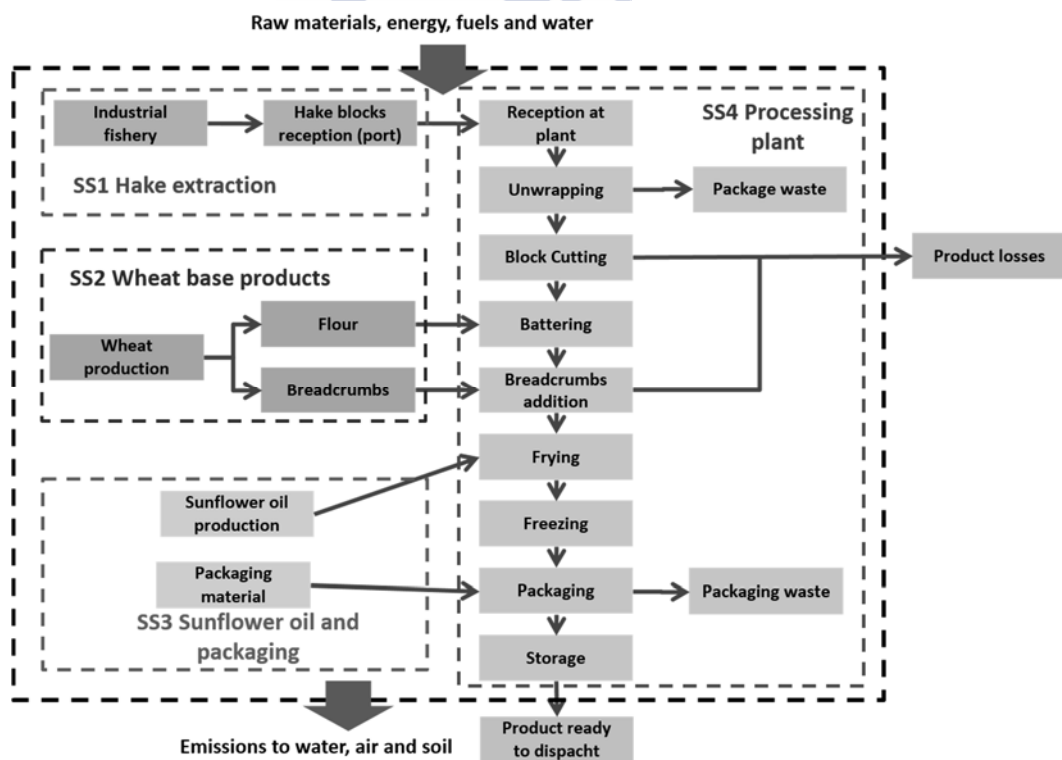 Raw materials, energy, fuels and water
Industrial
fishery
Hake blocks
reception (port)
SS1 Hake extraction
Reception at
plant
SS4 Processing
plant
Unwrapping
Package waste
Block Cutting
Product losses
SS2 Wheat base products
Flour
Battering
Wheat
production
Breadcrumbs
Breadcrumbs
addition
Frying
Sunflower oil
production
Freezing
Packaging
material
Packaging
Packaging waste
SS3 Sunflower oil and
packaging
Storage
Emissions to water, air and soil
Product ready
to dispacht